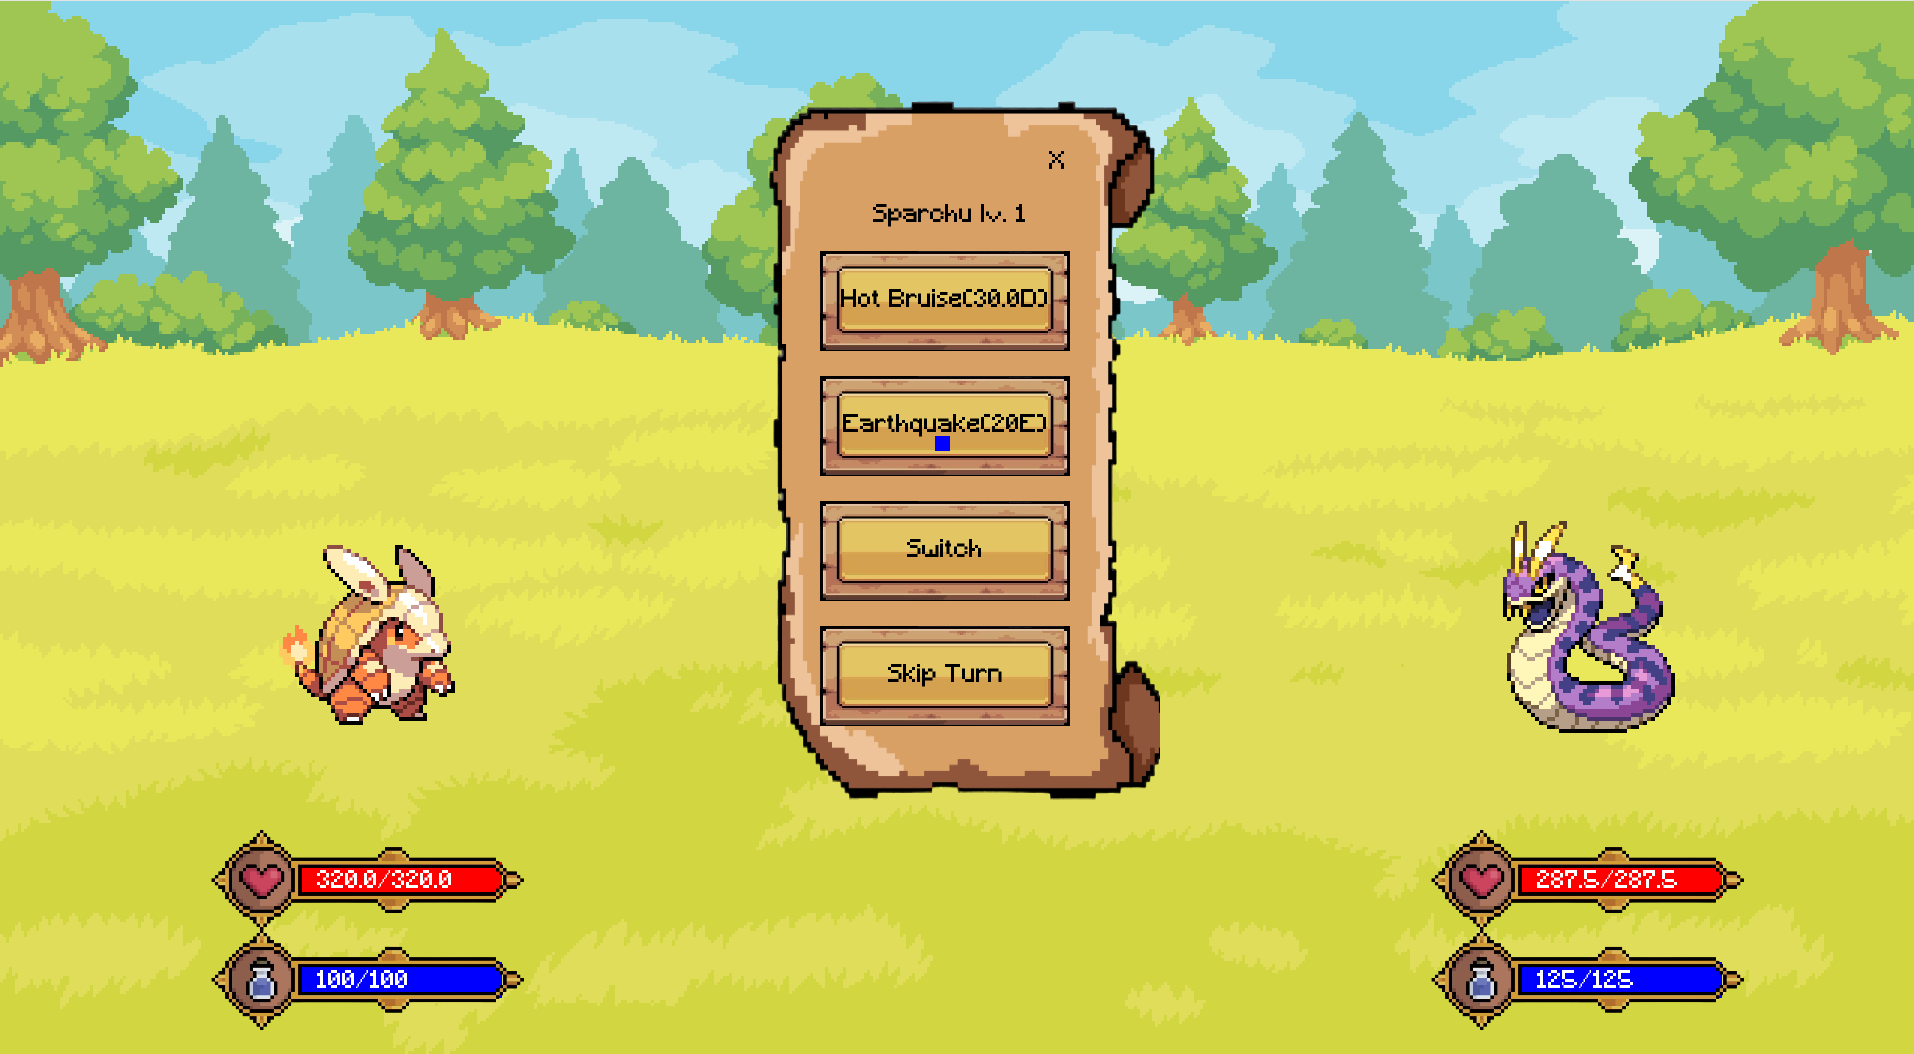 X
Sparchu lv. 1
Hot Bruise(30.0D)
Earthquake(20E)
Switch
Skip Turn
320.0/320.0
287.5/287.5
100/100
125/125